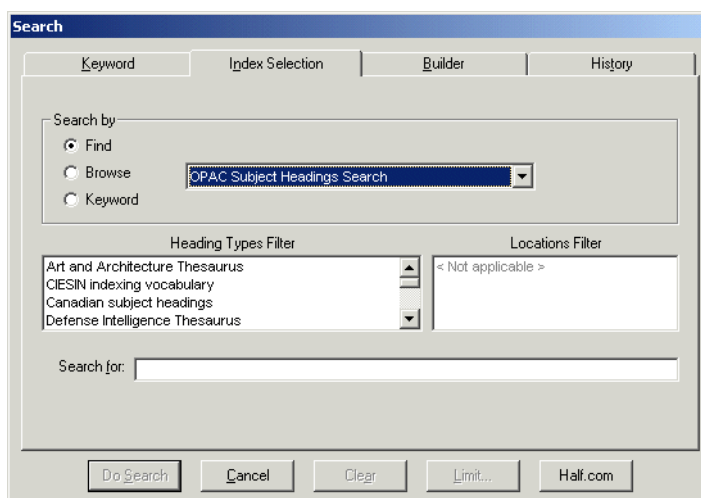 Search
Keyword Index Selection Builder History
Search by
Find
Browse
OPAC Subject Headings Search
Keyword
Heading Types Filter Locations Filter
Art and Architecture Thesaurus
< Not applicable >
CIESIN indexing vocabulary
Canadian subject headings
Defense Intelligence Thesaurus
Search for:
Do Search Cancel Clear Limit... Half.com